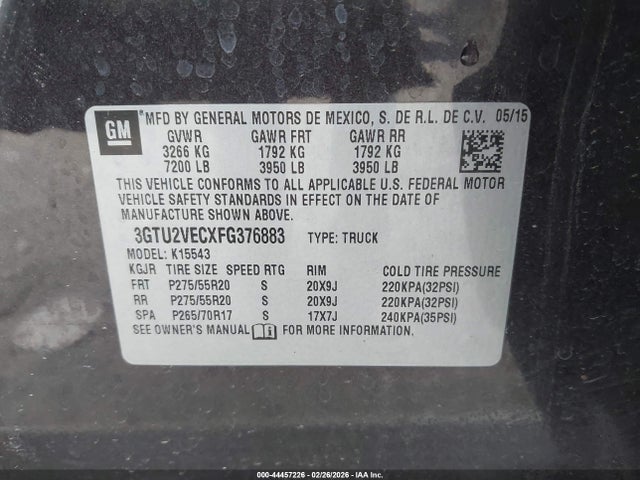 GM
MFD BY GENERAL MOTORS DE MEXICO, S. DE R.L. DE C.V. 05/15
GVWR GAWR FRT GAWR RR
3266 KG 1792 KG 1792 KG
7200 LB 3950 LB 3950 LB
THIS VEHICLE CONFORMS TO ALL APPLICABLE U.S. FEDERAL MOTOR
VEHICLE SAFETY STANDARDS IN EFFECT ON THE DATE OF
MANUFACTURE SHOWN ABOVE.
3GTU2VECXFG376883 TYPE: TRUCK
MODEL: K15543
KGJR TIRE SIZE SPEED RTG RIM COLD TIRE PRESSURE
FRT P275/55R20 S 20X9J 220KPA(32PSI)
RR P275/55R20 S 20X9J 220KPA(32PSI)
SPA P265/70R17 S 17X7J 240KPA(35PSI)
SEE OWNER'S MANUAL i FOR MORE INFORMATION.
000-44457226 - 02/26/2026 - IAA Inc.